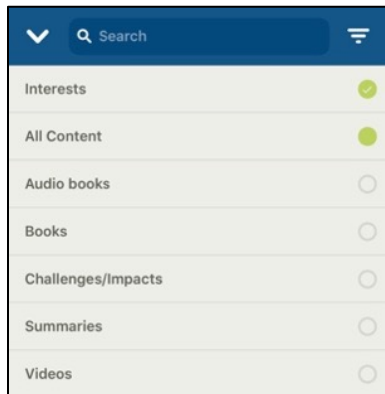 Search
Interests
All Content
Audio books
Books
Challenges/Impacts
Summaries
Videos